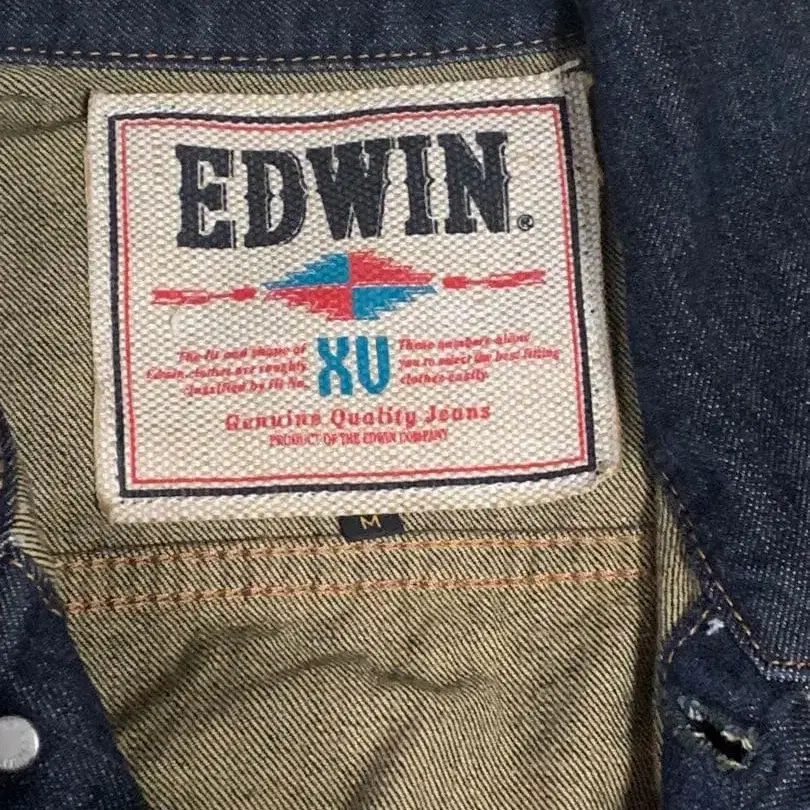 EDWIN®
The fit and shape of
Edwin clothes are roughly
classified by Fit No.
XV
These numbers allow
you to select the best fitting
clothes easily.
Genuine Quality Jeans
PRODUCT OF THE EDWIN COMPANY
M